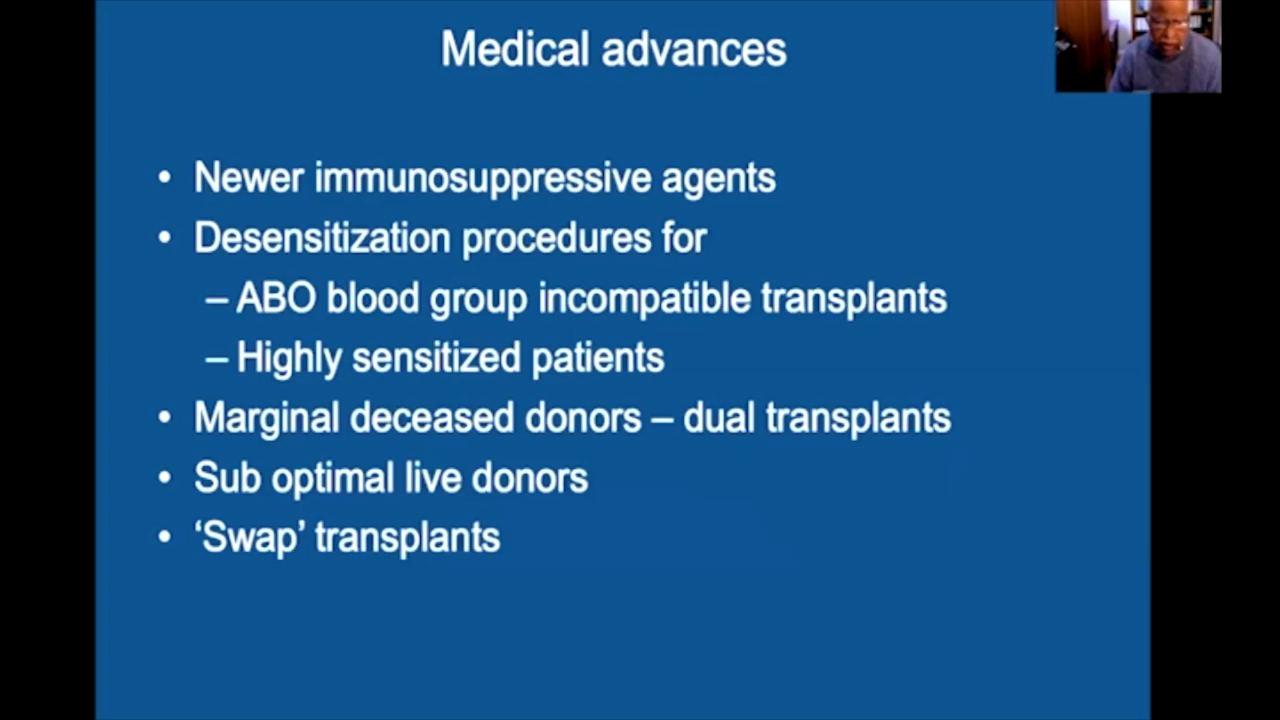 Medical advances
• Newer immunosuppressive agents
• Desensitization procedures for
– ABO blood group incompatible transplants
– Highly sensitized patients
• Marginal deceased donors – dual transplants
• Sub optimal live donors
• ‘Swap’ transplants